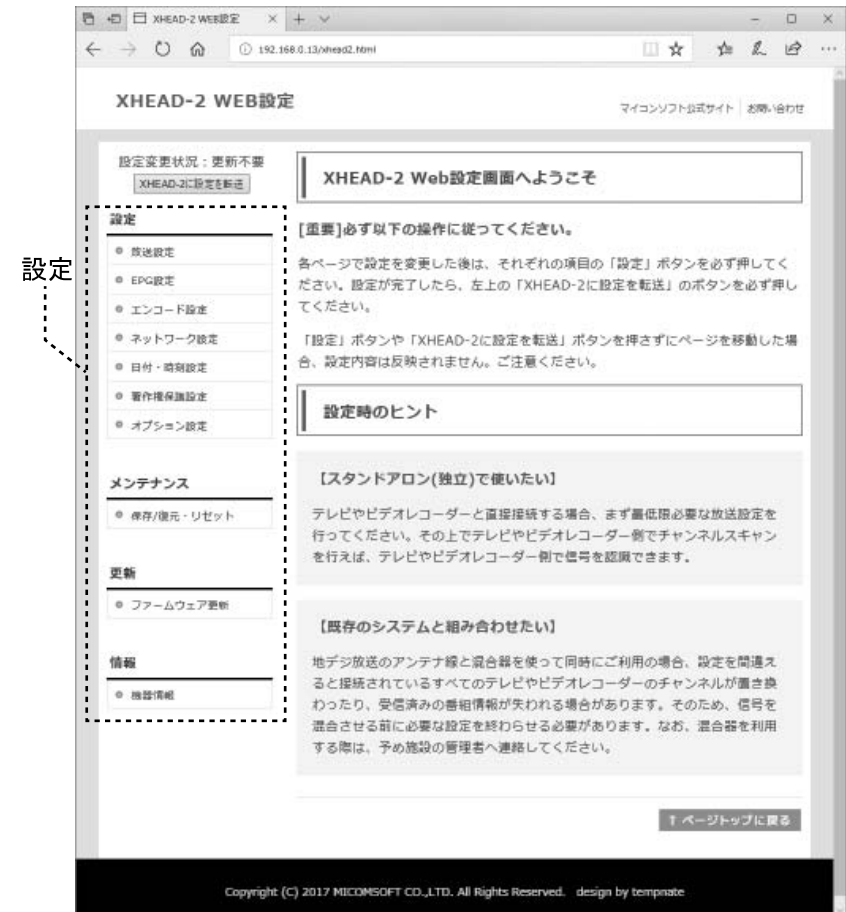 XHEAD-2 WEB設定
192.168.0.13/xhead2.html
XHEAD-2 WEB設定
マイコンソフト公式サイト
お問い合わせ
設定変更状況：更新不要
XHEAD-2に設定を転送
設定
設定
放送設定
EPG設定
エンコード設定
ネットワーク設定
日付・時刻設定
著作権保護設定
オプション設定
メンテナンス
保存/復元・リセット
更新
ファームウェア更新
情報
機器情報
XHEAD-2 Web設定画面へようこそ
[重要]必ず以下の操作に従ってください。
各ページで設定を変更した後は、それぞれの項目の「設定」ボタンを必ず押してく
ださい。設定が完了したら、左上の「XHEAD-2に設定を転送」のボタンを必ず押し
てください。
「設定」ボタンや「XHEAD-2に設定を転送」ボタンを押さずにページを移動した場
合、設定内容は反映されません。ご注意ください。
設定時のヒント
【スタンドアロン(独立)で使いたい】
テレビやビデオレコーダーと直接接続する場合、まず最低限必要な放送設定を
行ってください。その上でテレビやビデオレコーダー側でチャンネルスキャン
を行えば、テレビやビデオレコーダー側で信号を認識できます。
【既存のシステムと組み合わせたい】
地デジ放送のアンテナ線と混合器を使って同時にご利用の場合、設定を間違え
ると接続されているすべてのテレビやビデオレコーダーのチャンネルが置き換
わったり、受信済みの番組情報が失われる場合があります。そのため、信号を
混合させる前に必要な設定を終わらせる必要があります。なお、混合器を利用
する際は、予め施設の管理者へ連絡してください。
↑ ページトップに戻る
Copyright (C) 2017 MICOMSOFT CO.,LTD. All Rights Reserved. design by tempnate